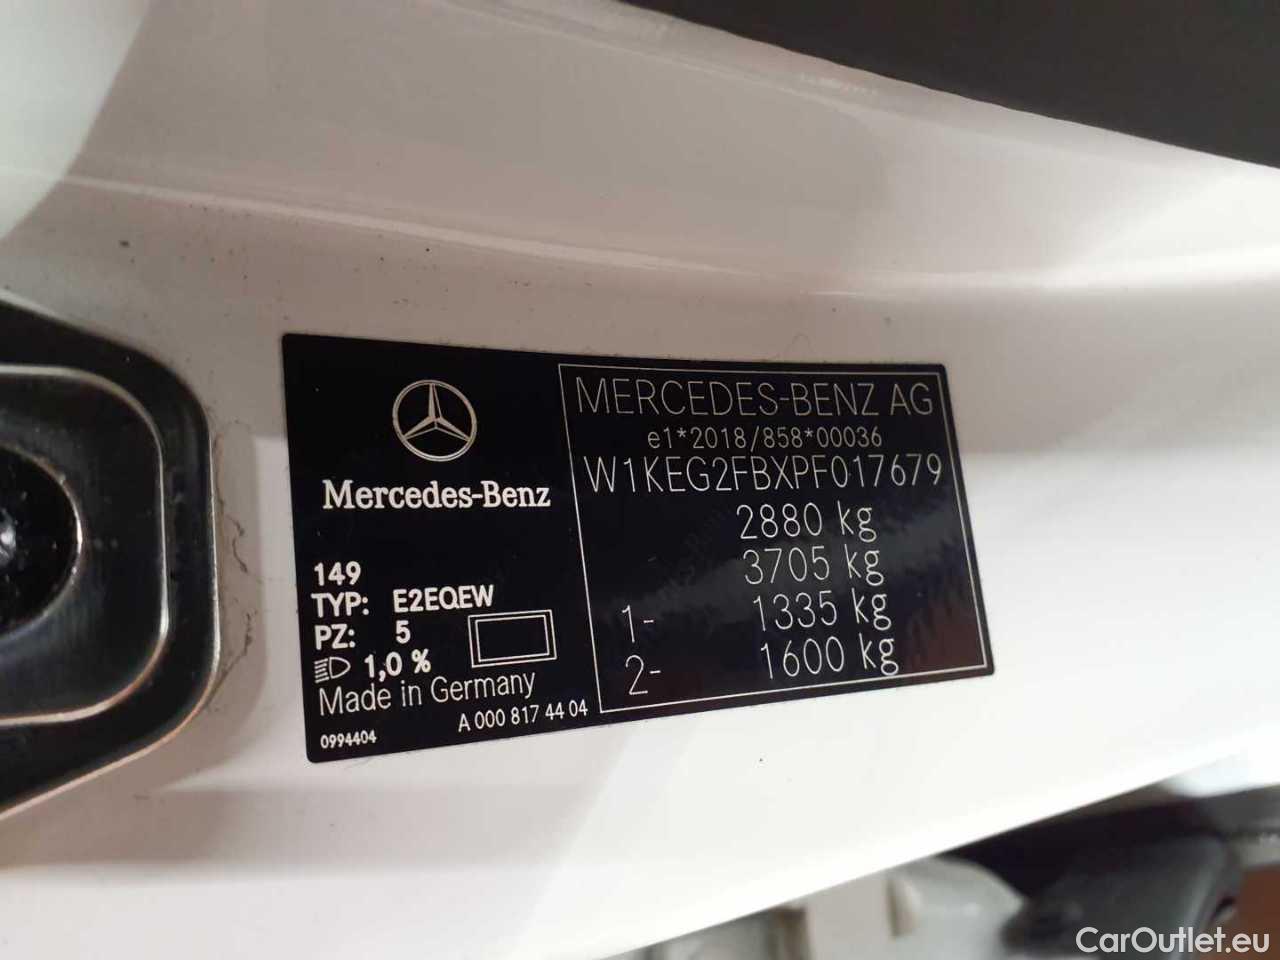 Mercedes-Benz
149
TYP: E2EQEW
PZ: 5
1,0 %
Made in Germany
A 000 817 44 04
0994404
MERCEDES-BENZ AG
e1*2018/858*00036
W1KEG2FBXPF017679
2880 kg
3705 kg
1- 1335 kg
2- 1600 kg
CarOutlet.eu